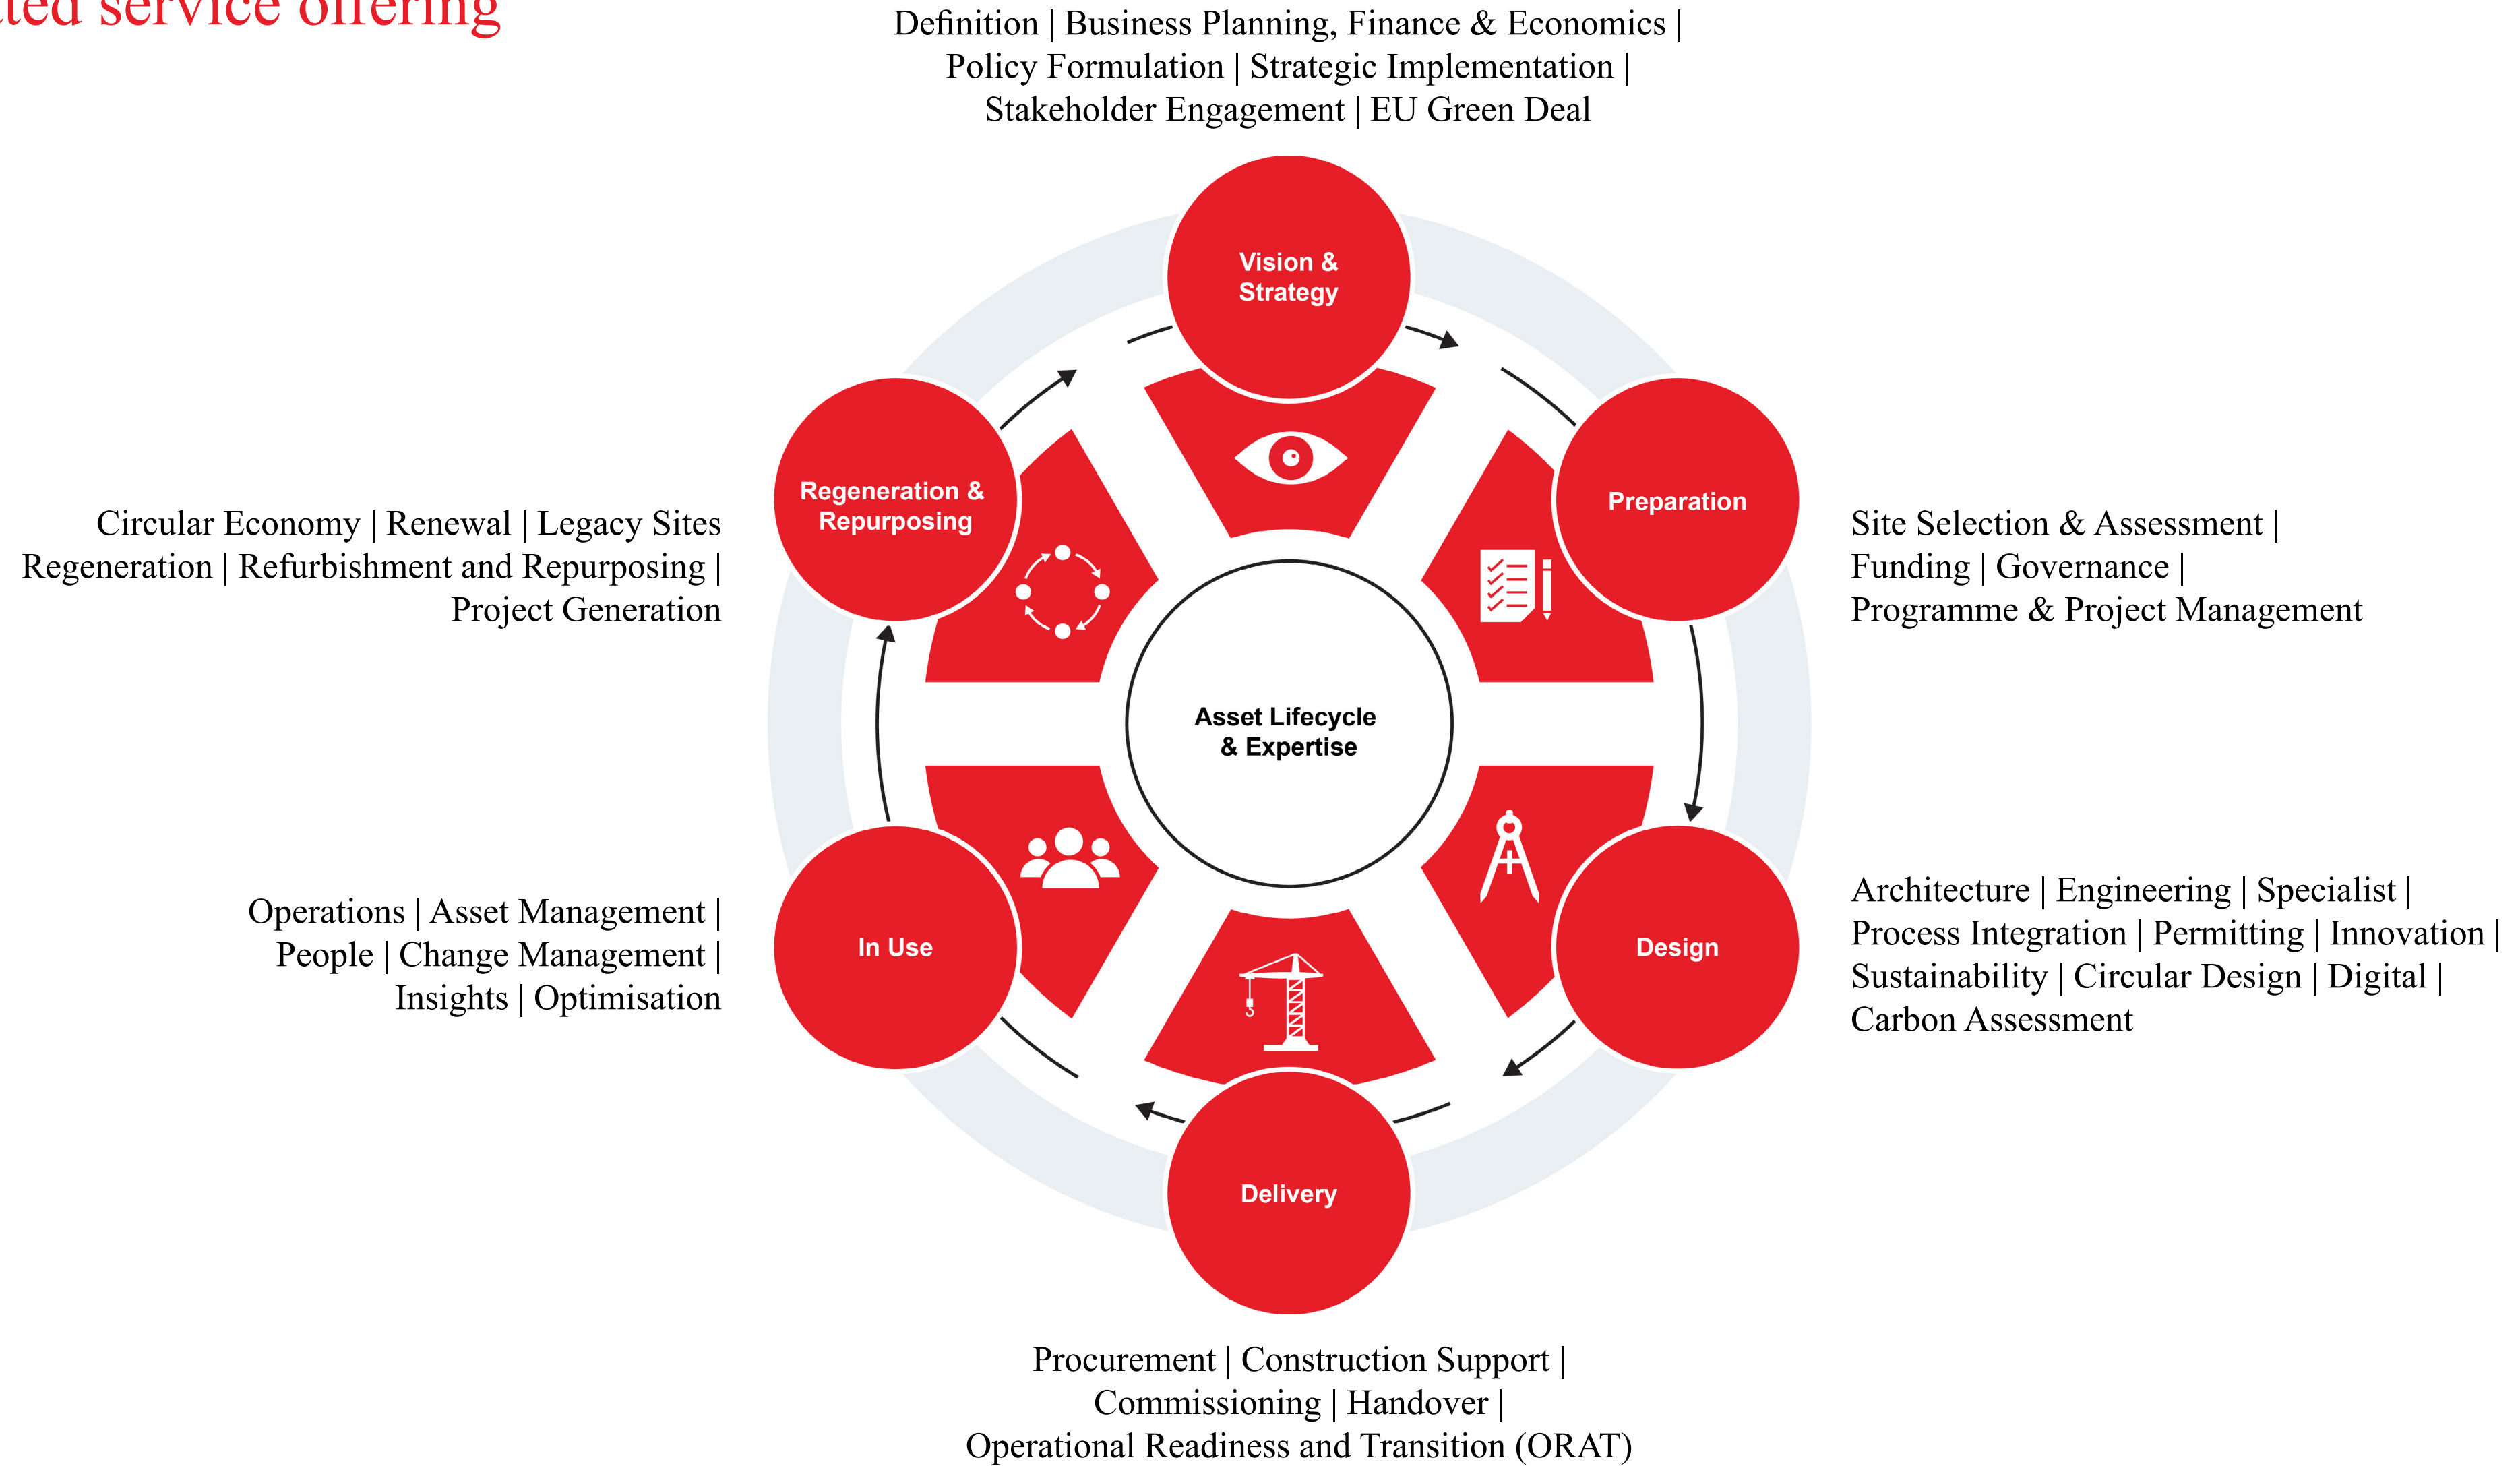 service offering
Definition | Business Planning, Finance & Economics |
Policy Formulation | Strategic Implementation |
Stakeholder Engagement | EU Green Deal
Vision &
Strategy
Preparation
Site Selection & Assessment |
Funding | Governance |
Programme & Project Management
Design
Architecture | Engineering | Specialist |
Process Integration | Permitting | Innovation |
Sustainability | Circular Design | Digital |
Carbon Assessment
Delivery
Procurement | Construction Support |
Commissioning | Handover |
Operational Readiness and Transition (ORAT)
In Use
Operations | Asset Management |
People | Change Management |
Insights | Optimisation
Regeneration &
Repurposing
Circular Economy | Renewal | Legacy Sites
Regeneration | Refurbishment and Repurposing |
Project Generation
Asset Lifecycle
& Expertise